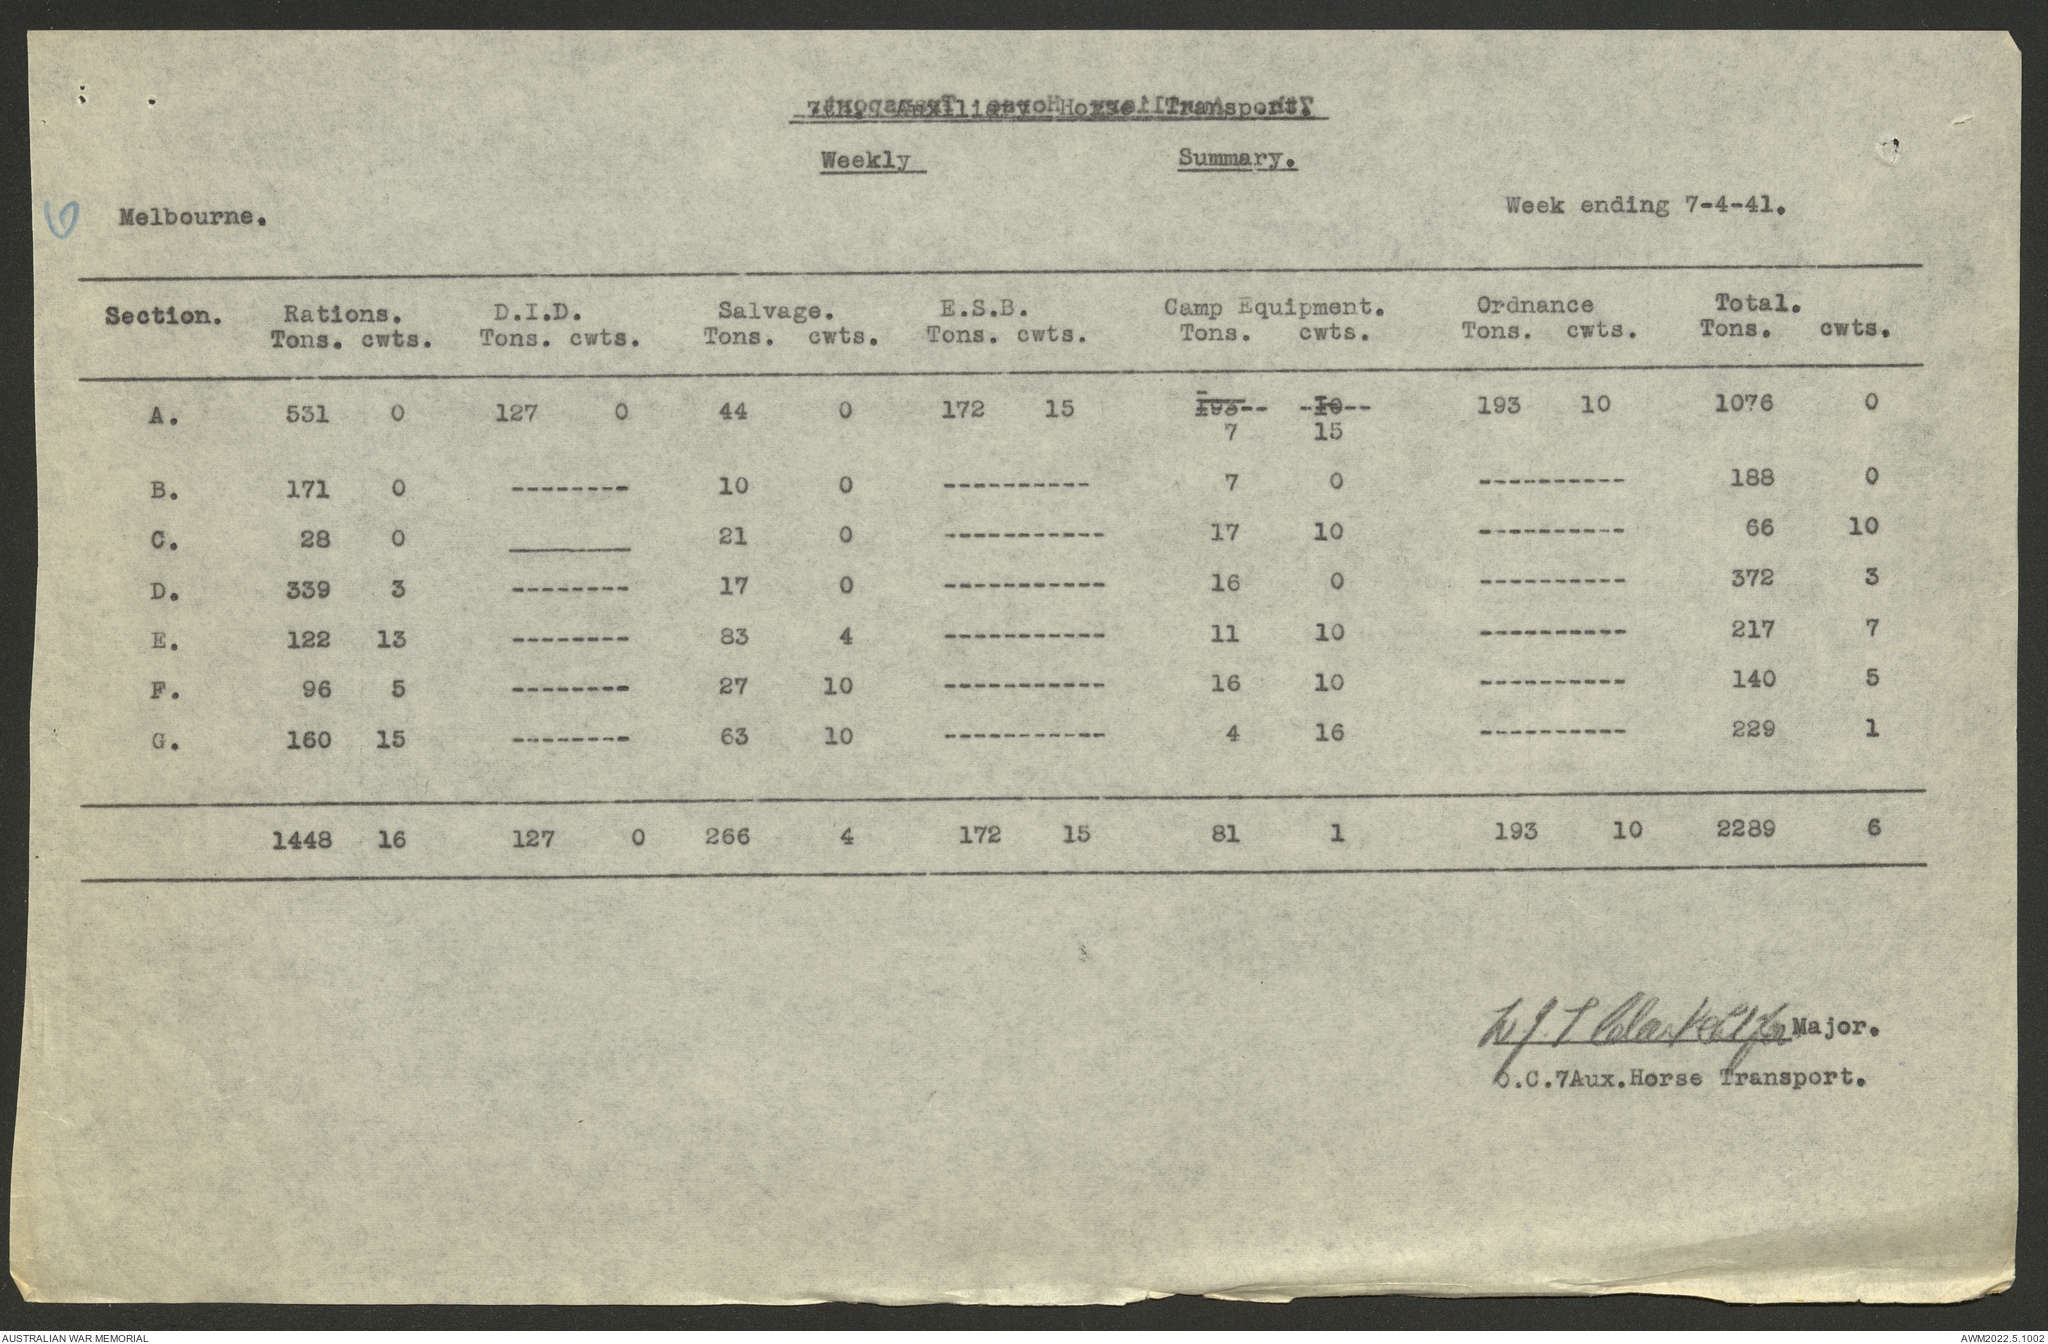 7th. Auxiliary Horse Transport.
Weekly Summary.
6
Melbourne. Week ending 7-4-41.
Section. Rations. D.I.D. Salvage. E.S.B. Camp Equipment. Ordnance Total.
Tons. cwts. Tons. cwts. Tons. cwts. Tons. cwts. Tons. cwts. Tons. cwts. Tons. cwts.
A. 531 0 127 0 44 0 172 15 193-- -10-- 193 10 1076 0
7 15
B. 171 0 -------- 10 0 ---------- 7 0 ---------- 188 0
C. 28 0 ________ 21 0 ----------- 17 10 ---------- 66 10
D. 339 3 -------- 17 0 ----------- 16 0 ---------- 372 3
E. 122 13 -------- 83 4 ----------- 11 10 ---------- 217 7
F. 96 5 -------- 27 10 ----------- 16 10 ---------- 140 5
G. 160 15 -------- 63 10 ----------- 4 16 ---------- 229 1
1448 16 127 0 266 4 172 15 81 1 193 10 2289 6
Major.
O.C.7Aux.Horse Transport.
AUSTRALIAN WAR MEMORIAL AWM2022.5.1002